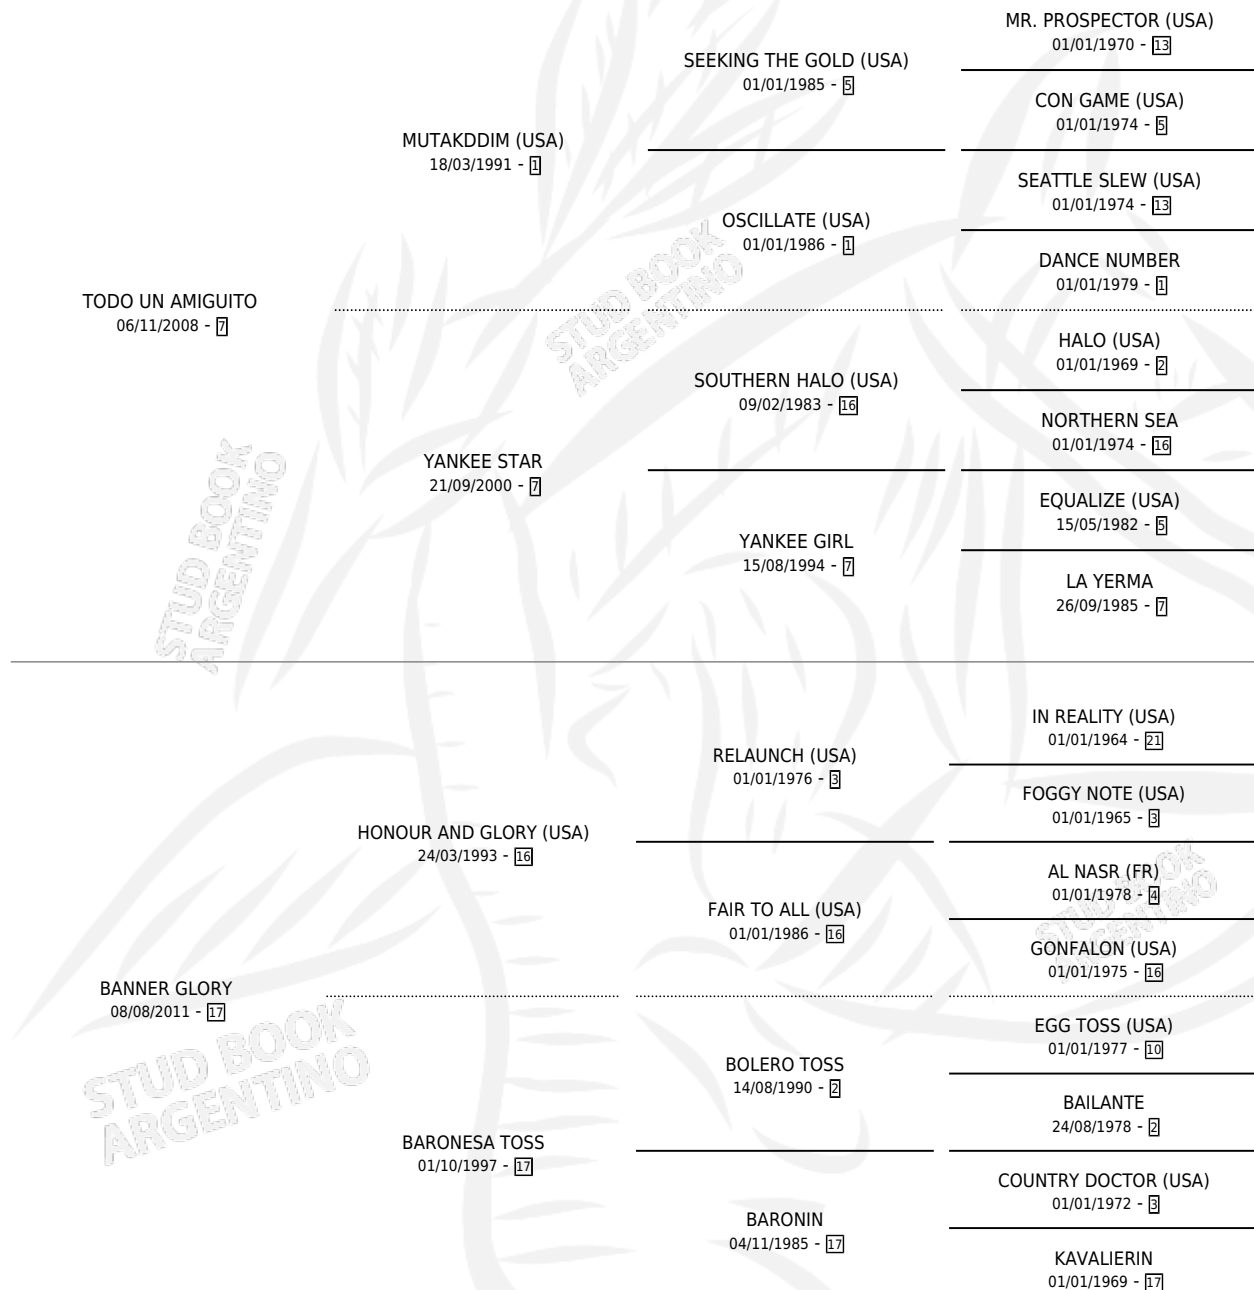 MR. PROSPECTOR (USA)
01/01/1970 - 13
SEEKING THE GOLD (USA)
01/01/1985 - 5
CON GAME (USA)
01/01/1974 - 5
MUTAKDDIM (USA)
18/03/1991 - 1
SEATTLE SLEW (USA)
01/01/1974 - 13
OSCILLATE (USA)
01/01/1986 - 1
DANCE NUMBER
01/01/1979 - 1
TODO UN AMIGUITO
06/11/2008 - 7
STUD BOOK
ARGENTINO
HALO (USA)
01/01/1969 - 2
SOUTHERN HALO (USA)
09/02/1983 - 16
NORTHERN SEA
01/01/1974 - 16
YANKEE STAR
21/09/2000 - 7
EQUALIZE (USA)
15/05/1982 - 5
YANKEE GIRL
15/08/1994 - 7
LA YERMA
26/09/1985 - 7
STUD BOOK
ARGENTINO
IN REALITY (USA)
01/01/1964 - 21
RELAUNCH (USA)
01/01/1976 - 3
FOGGY NOTE (USA)
01/01/1965 - 3
HONOUR AND GLORY (USA)
24/03/1993 - 16
AL NASR (FR)
01/01/1978 - 4
FAIR TO ALL (USA)
01/01/1986 - 16
STUD BOOK
ARGENTINO
GONFALON (USA)
01/01/1975 - 16
BANNER GLORY
08/08/2011 - 17
STUD BOOK
ARGENTINO
EGG TOSS (USA)
01/01/1977 - 10
BOLERO TOSS
14/08/1990 - 2
BAILANTE
24/08/1978 - 2
BARONESA TOSS
01/10/1997 - 17
COUNTRY DOCTOR (USA)
01/01/1972 - 3
BARONIN
04/11/1985 - 17
KAVALIERIN
01/01/1969 - 17